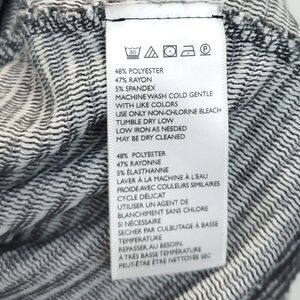 30
48% POLYESTER
47% RAYON
5% SPANDEX
MACHINE WASH COLD GENTLE
WITH LIKE COLORS
USE ONLY NON-CHLORINE BLEACH
TUMBLE DRY LOW
LOW IRON AS NEEDED
MAY BE DRY CLEANED
48% POLYESTER
47% RAYONNE
5% ÉLASTHANNE
LAVER À LA MACHINE À L'EAU
FROIDE AVEC COULEURS SIMILAIRES
CYCLE DÉLICAT
UTILISER UN AGENT DE
BLANCHIMENT SANS CHLORE
SI NÉCESSAIRE
SÉCHER PAR CULBUTAGE À BASSE
TEMPÉRATURE
REPASSER, AU BESOIN,
À TRÈS BASSE TEMPÉRATURE
PEUT-ÊTRE ÊTRE NETTOYÉE SEC